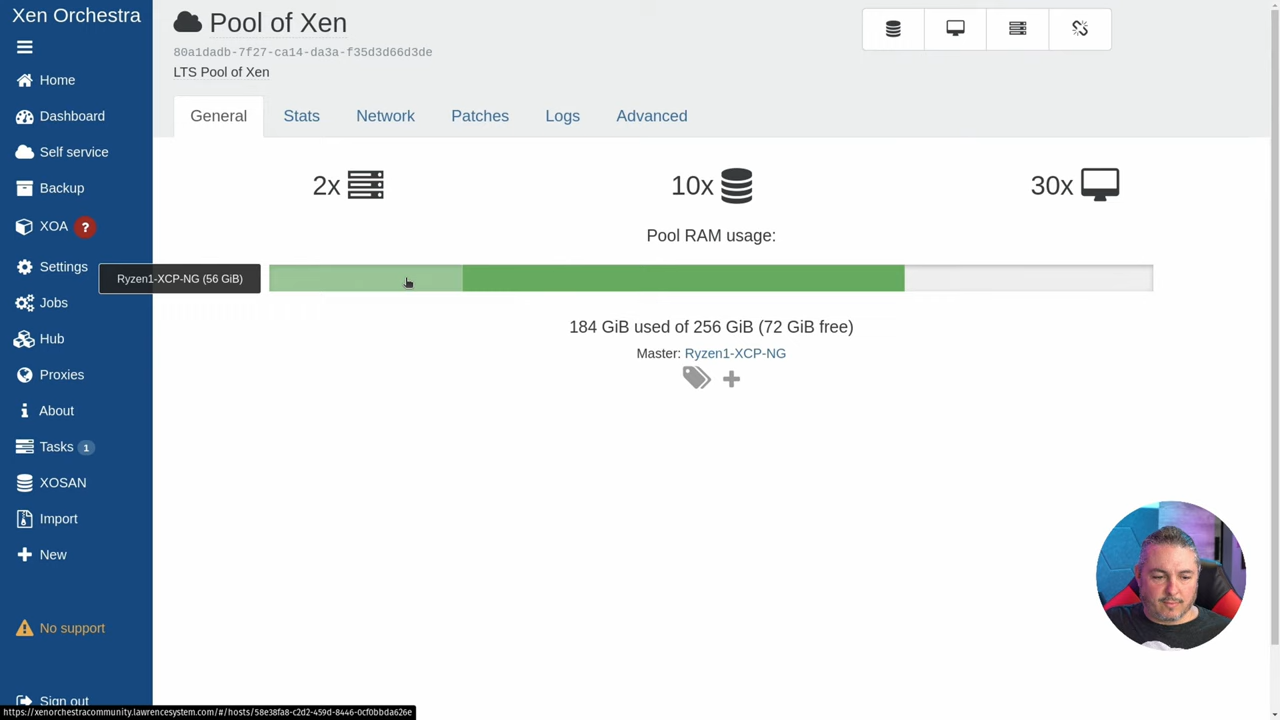 Xen Orchestra
Home
Dashboard
Self service
Backup
XOA ?
Settings
Jobs
Hub
Proxies
About
Tasks 1
XOSAN
Import
New
No support
Sign out
Pool of Xen
80a1dadb-7f27-ca14-da3a-f35d3d66d3de
LTS Pool of Xen
General Stats Network Patches Logs Advanced
2x 10x 30x
Pool RAM usage:
Ryzen1-XCP-NG (56 GiB)
184 GiB used of 256 GiB (72 GiB free)
Master: Ryzen1-XCP-NG
https://xenorchestracommunity.lawrencesystem.com/#/hosts/58e38fa8-c2d2-459d-8446-0cf0bbda626e